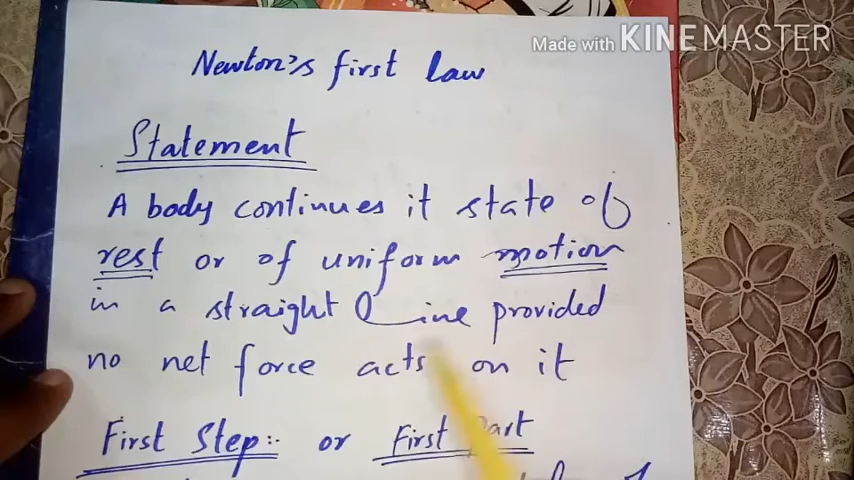 Made with KINEMASTER
Newton's first law
Statement
A body continues it state of
rest or of uniform motion
in a straight line provided
no net force acts on it
First Step:- or First Part